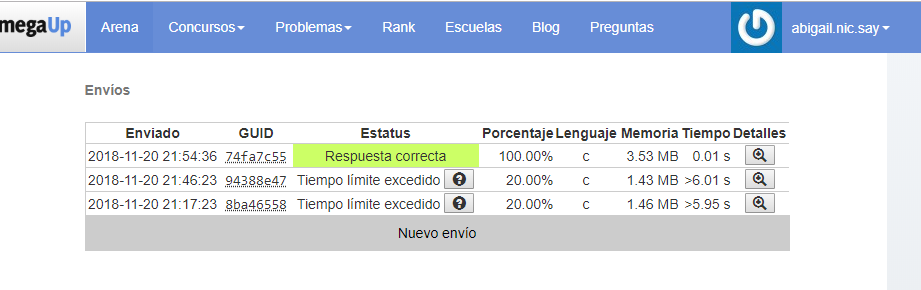 megaUp Arena Concursos Problemas Rank Escuelas Blog Preguntas abigail.nic.say
Envíos
Enviado GUID Estatus Porcentaje Lenguaje Memoria Tiempo Detalles
2018-11-20 21:54:36 74fa7c55 Respuesta correcta 100.00% c 3.53 MB 0.01 s
2018-11-20 21:46:23 94388e47 Tiempo límite excedido 20.00% c 1.43 MB >6.01 s
2018-11-20 21:17:23 8ba46558 Tiempo límite excedido 20.00% c 1.46 MB >5.95 s
Nuevo envío